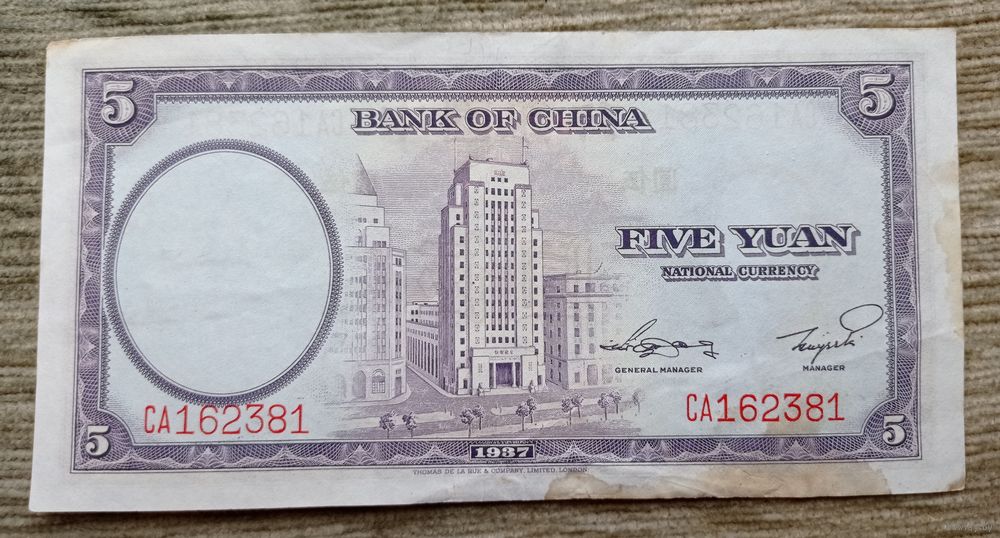 5 5
BANK OF CHINA
FIVE YUAN
NATIONAL CURRENCY
GENERAL MANAGER
MANAGER
CA162381
CA162381
5 5
1937
THOMAS DE LA RUE & COMPANY, LIMITED, LONDON.